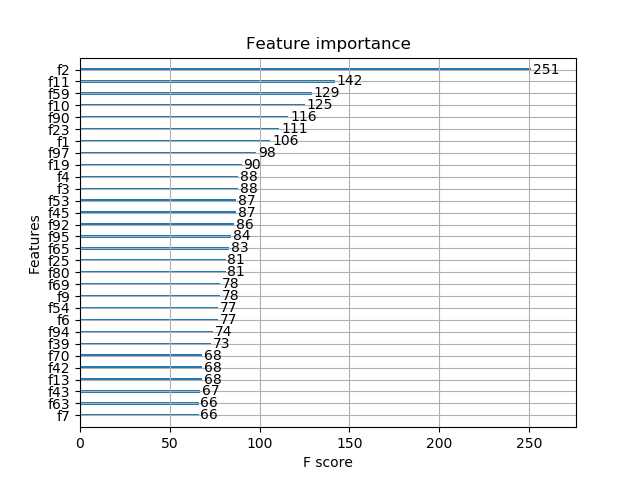 Feature importance
f2 251
f11 142
f59 129
f10 125
f90 116
f23 111
f1 106
f97 98
f19 90
f4 88
f3 88
f53 87
f45 87
f92 86
f95 84
f65 83
f25 81
f80 81
f69 78
f9 78
f54 77
f6 77
f94 74
f39 73
f70 68
f42 68
f13 68
f43 67
f63 66
f7 66
Features
0 50 100 150 200 250
F score